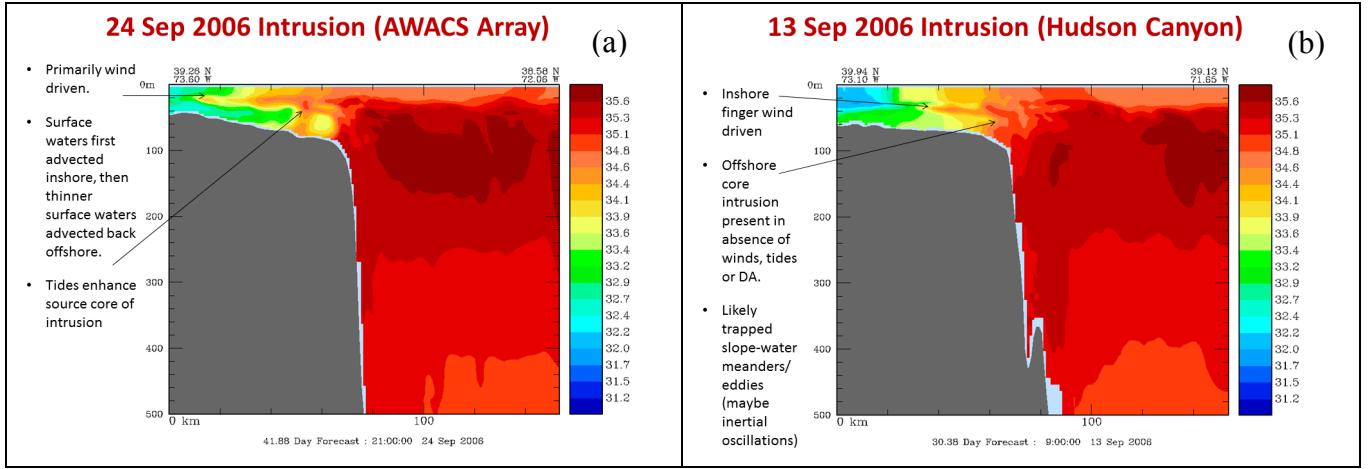 24 Sep 2006 Intrusion (AWACS Array)
(a)
• Primarily wind
driven.
• Surface
waters first
advected
inshore, then
thinner
surface waters
advected back
offshore.
• Tides enhance
source core of
intrusion
39.26 N
73.60 W
38.58 N
72.06 W
0m
100
200
300
400
500
0 km
100
35.6
35.3
35.1
34.8
34.6
34.4
34.1
33.9
33.4
33.2
32.9
32.7
32.4
32.2
32.0
31.7
31.5
31.2
41.88 Day Forecast : 21:00:00 24 Sep 2006
13 Sep 2006 Intrusion (Hudson Canyon)
(b)
• Inshore
finger wind
driven
• Offshore
core
intrusion
present in
absence of
winds, tides
or DA.
• Likely
trapped
slope-water
meanders/
eddies
(maybe
inertial
oscillations)
39.94 N
73.10 W
39.13 N
71.65 W
0m
100
200
300
400
500
0 km
100
35.6
35.3
35.1
34.8
34.6
34.4
34.1
33.9
33.4
33.2
32.9
32.7
32.4
32.2
32.0
31.7
31.5
31.2
30.38 Day Forecast : 9:00:00 13 Sep 2006